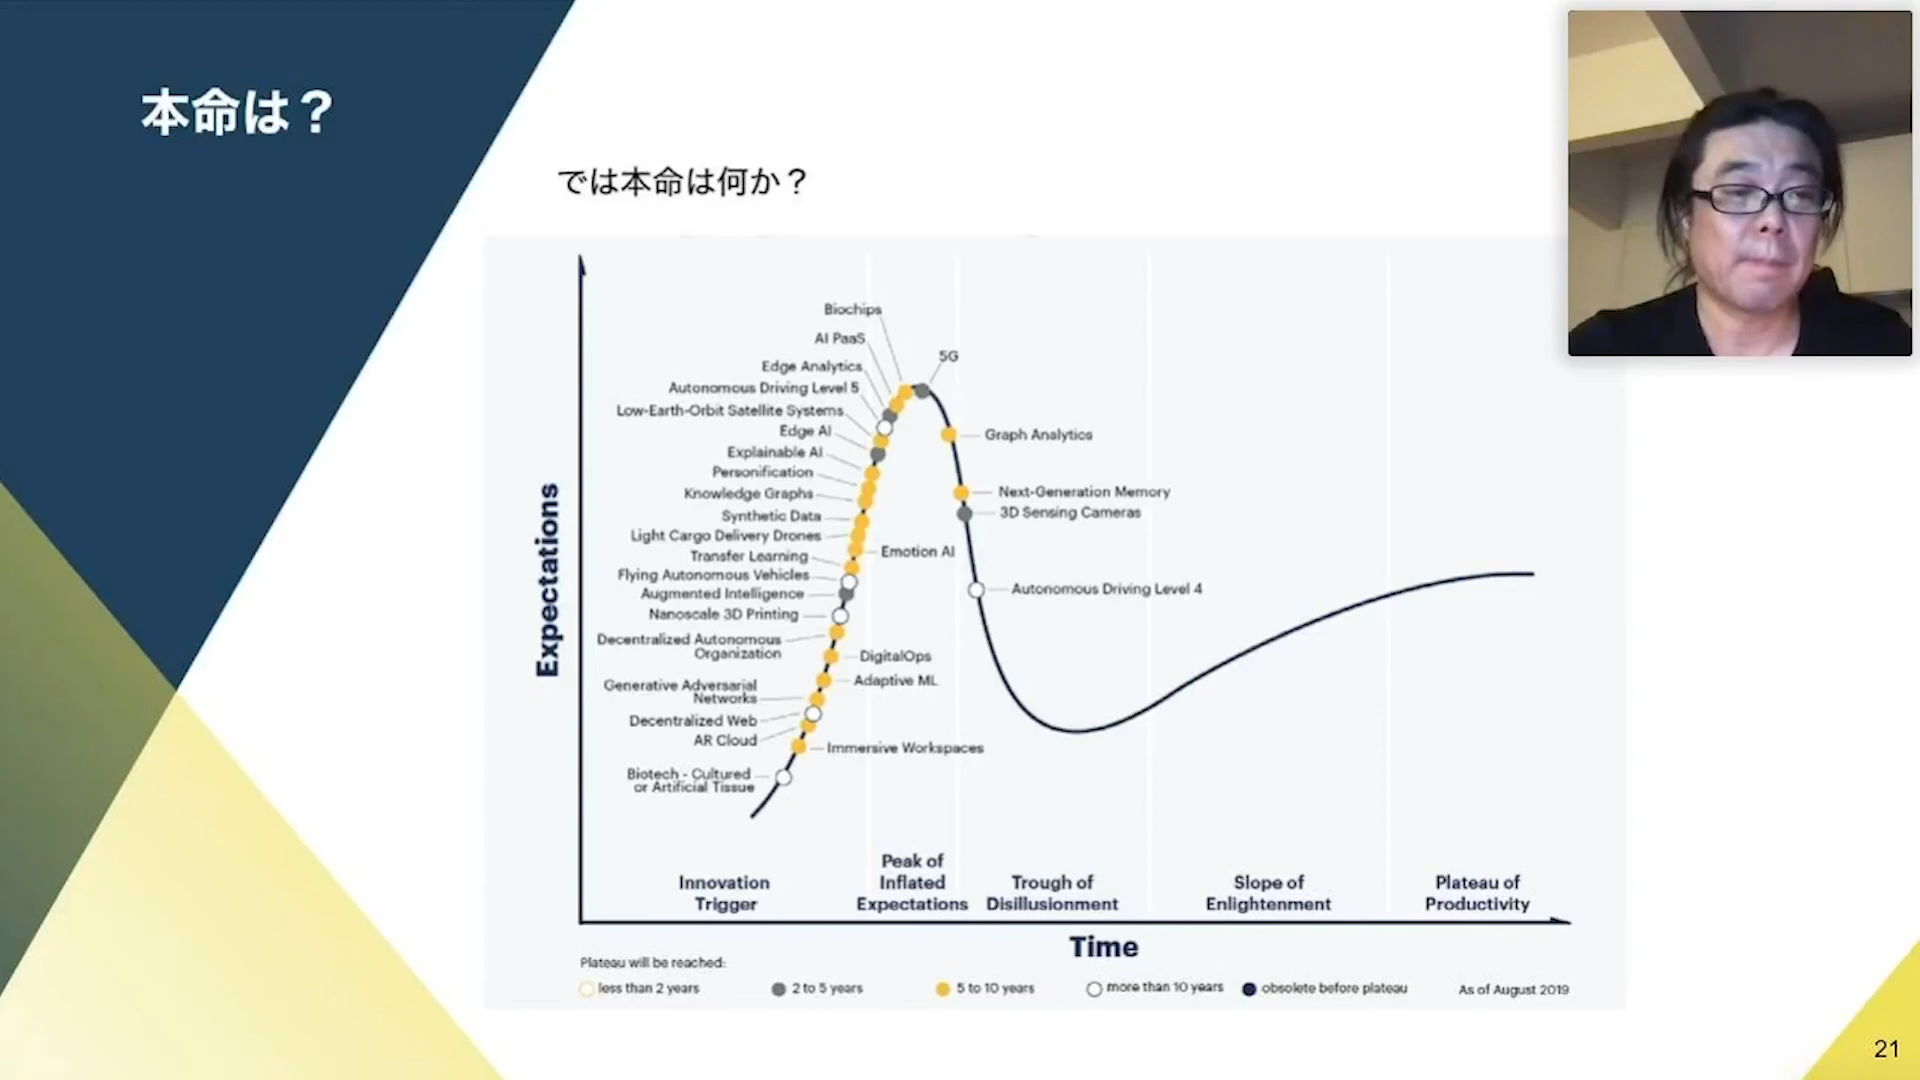 本命は？
では本命は何か？
Biochips
AI PaaS
5G
Edge Analytics
Autonomous Driving Level 5
Low-Earth-Orbit Satellite Systems
Edge AI
Graph Analytics
Explainable AI
Personification
Knowledge Graphs
Next-Generation Memory
Synthetic Data
3D Sensing Cameras
Light Cargo Delivery Drones
Transfer Learning
Emotion AI
Flying Autonomous Vehicles
Augmented Intelligence
Autonomous Driving Level 4
Nanoscale 3D Printing
Decentralized Autonomous
Organization
DigitalOps
Adaptive ML
Generative Adversarial
Networks
Decentralized Web
AR Cloud
Immersive Workspaces
Biotech - Cultured
or Artificial Tissue
Expectations
Innovation
Trigger
Peak of
Inflated
Expectations
Trough of
Disillusionment
Slope of
Enlightenment
Plateau of
Productivity
Time
Plateau will be reached:
less than 2 years
2 to 5 years
5 to 10 years
more than 10 years
obsolete before plateau
As of August 2019
21